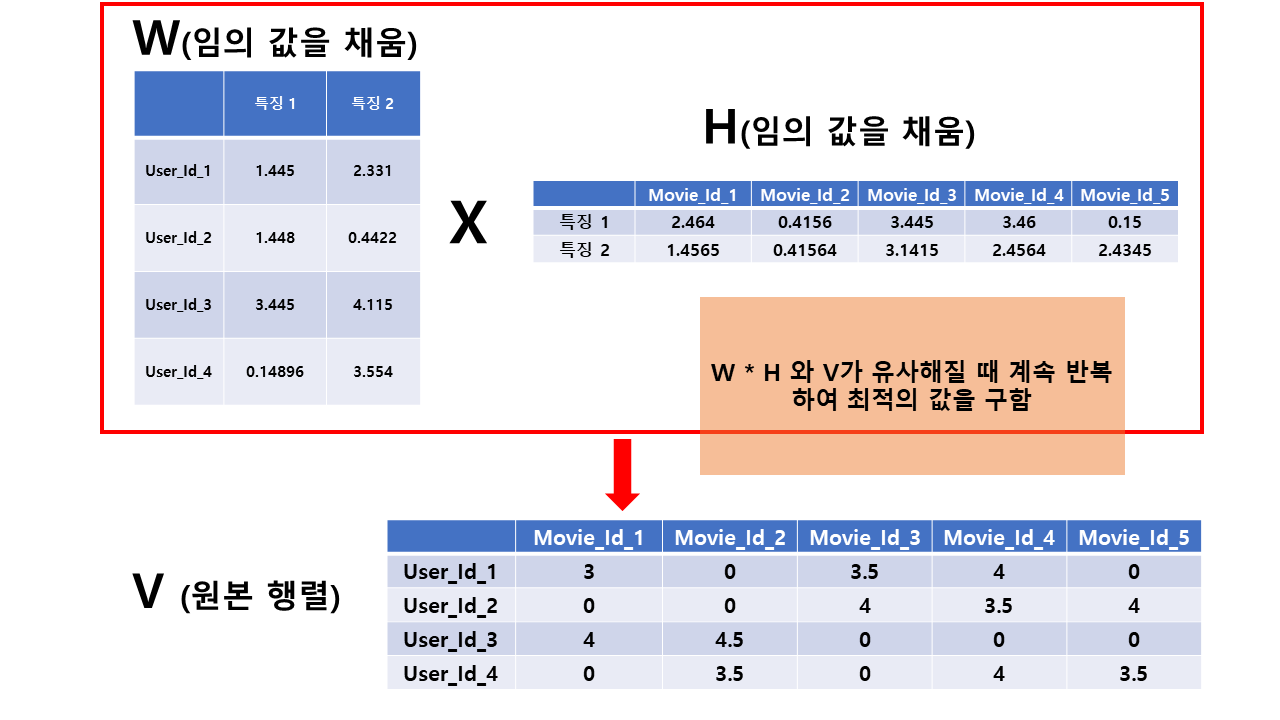 W(임의 값을 채움)
특징 1 특징 2
User_Id_1 1.445 2.331
User_Id_2 1.448 0.4422
User_Id_3 3.445 4.115
User_Id_4 0.14896 3.554
X
H(임의 값을 채움)
Movie_Id_1 Movie_Id_2 Movie_Id_3 Movie_Id_4 Movie_Id_5
특징 1 2.464 0.4156 3.445 3.46 0.15
특징 2 1.4565 0.41564 3.1415 2.4564 2.4345
W * H 와 V가 유사해질 때 계속 반복
하여 최적의 값을 구함
V (원본 행렬)
Movie_Id_1 Movie_Id_2 Movie_Id_3 Movie_Id_4 Movie_Id_5
User_Id_1 3 0 3.5 4 0
User_Id_2 0 0 4 3.5 4
User_Id_3 4 4.5 0 0 0
User_Id_4 0 3.5 0 4 3.5